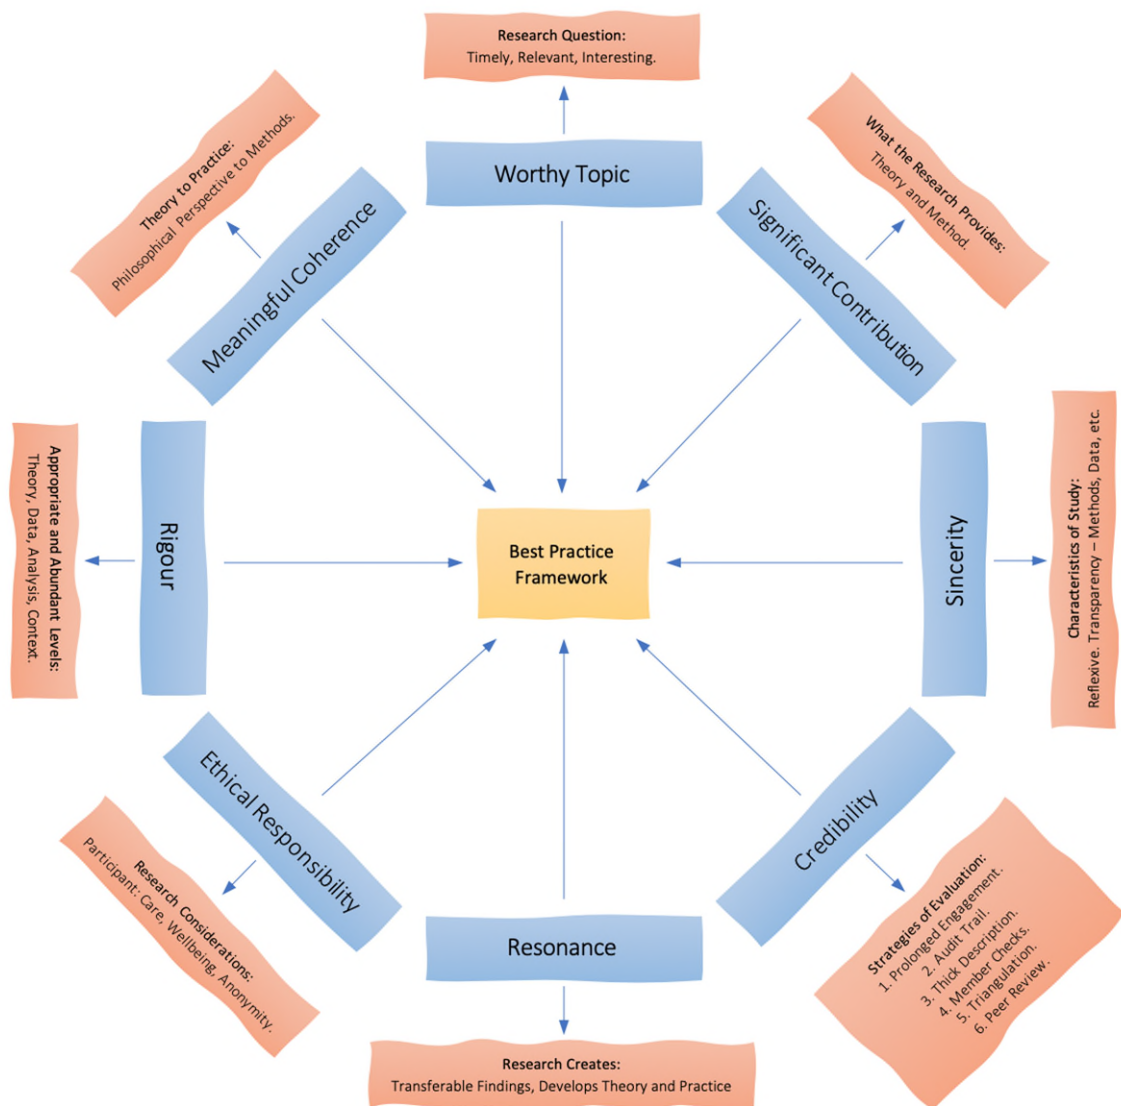 Research Question:
Timely, Relevant, Interesting.
Worthy Topic
What the Research Provides:
Theory and Method.
Significant Contribution
Characteristics of Study:
Reflexive. Transparency – Methods, Data, etc.
Sincerity
Credibility
Strategies of Evaluation:
1. Prolonged Engagement.
2. Audit Trail.
3. Thick Description.
4. Member Checks.
5. Triangulation.
6. Peer Review.
Resonance
Research Creates:
Transferable Findings, Develops Theory and Practice
Ethical Responsibility
Research Considerations:
Participant: Care, Wellbeing, Anonymity.
Rigour
Appropriate and Abundant Levels:
Theory, Data, Analysis, Context.
Meaningful Coherence
Theory to Practice:
Philosophical Perspective to Methods.
Best Practice
Framework